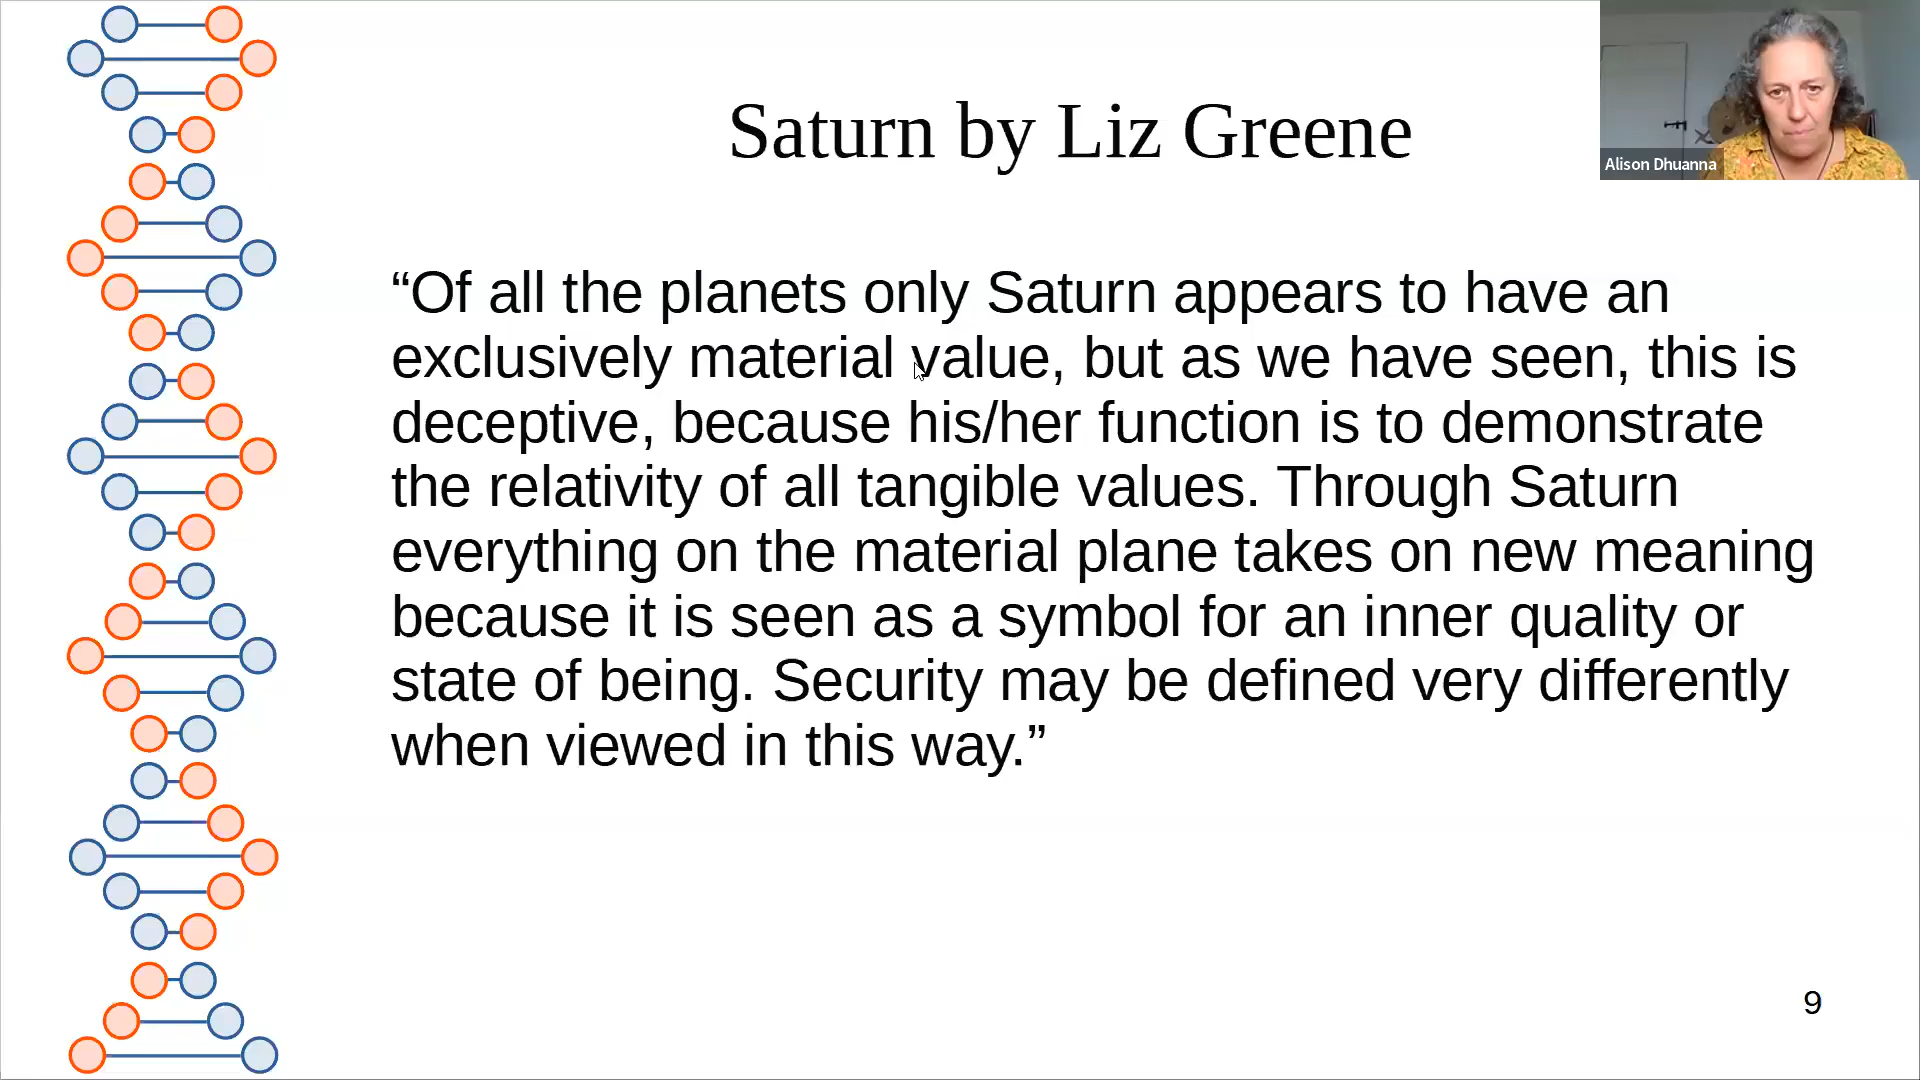 Saturn by Liz Greene
Alison Dhuanna
“Of all the planets only Saturn appears to have an
exclusively material value, but as we have seen, this is
deceptive, because his/her function is to demonstrate
the relativity of all tangible values. Through Saturn
everything on the material plane takes on new meaning
because it is seen as a symbol for an inner quality or
state of being. Security may be defined very differently
when viewed in this way.”
9